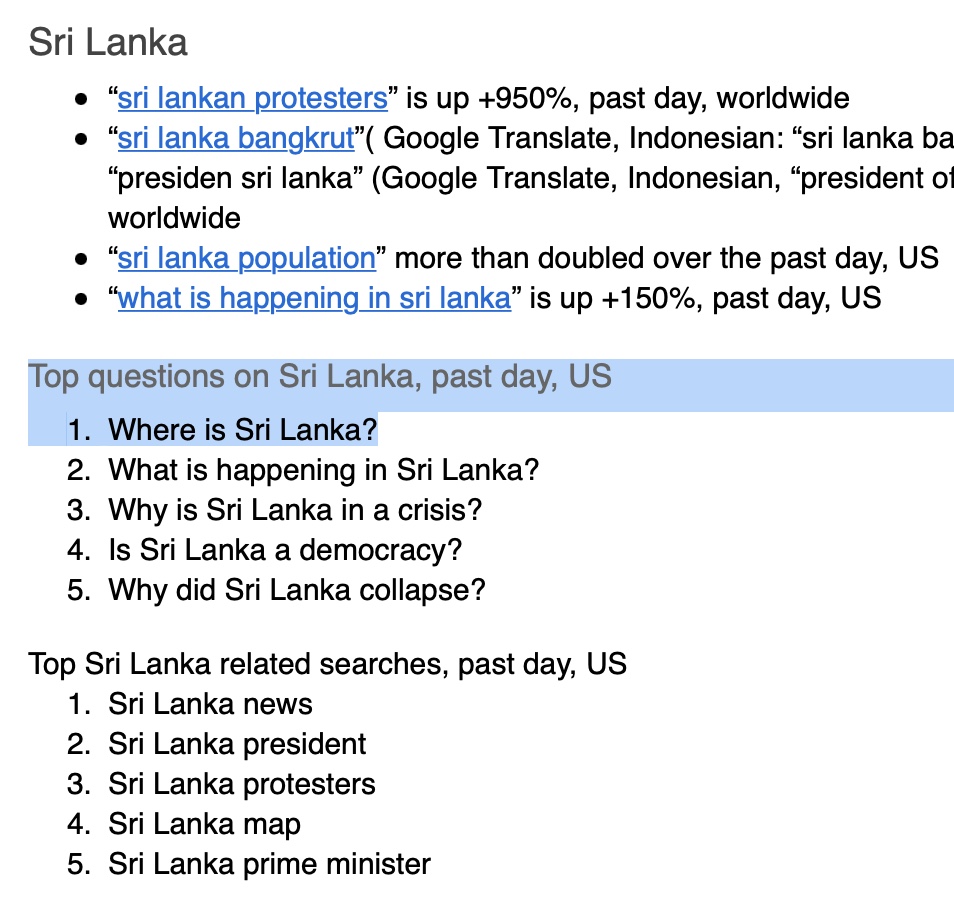 Sri Lanka
● “sri lankan protesters” is up +950%, past day, worldwide
● “sri lanka bangkrut”( Google Translate, Indonesian: “sri lanka ba
“presiden sri lanka” (Google Translate, Indonesian, “president of
worldwide
● “sri lanka population” more than doubled over the past day, US
● “what is happening in sri lanka” is up +150%, past day, US
Top questions on Sri Lanka, past day, US
1. Where is Sri Lanka?
2. What is happening in Sri Lanka?
3. Why is Sri Lanka in a crisis?
4. Is Sri Lanka a democracy?
5. Why did Sri Lanka collapse?
Top Sri Lanka related searches, past day, US
1. Sri Lanka news
2. Sri Lanka president
3. Sri Lanka protesters
4. Sri Lanka map
5. Sri Lanka prime minister